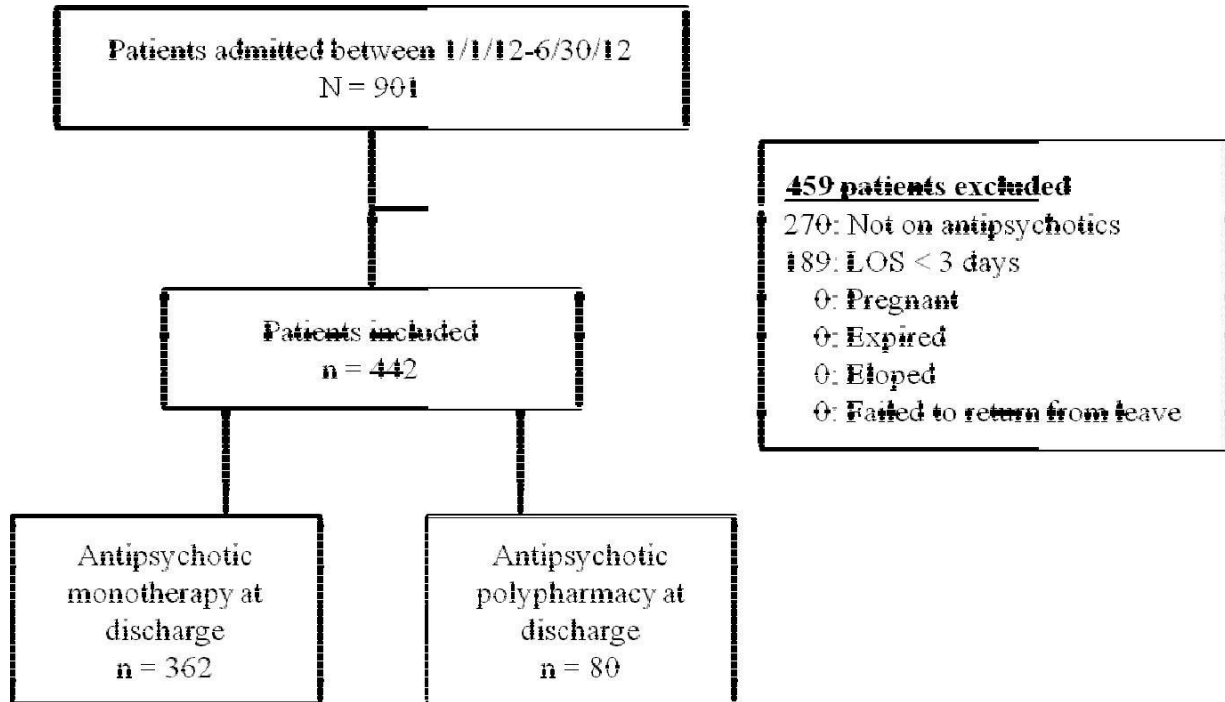 Patients admitted between 1/1/12-6/30/12
N = 901
459 patients excluded
270: Not on antipsychotics
189: LOS < 3 days
0: Pregnant
0: Expired
0: Eloped
0: Failed to return from leave
Patients included
n = 442
Antipsychotic
monotherapy at
discharge
n = 362
Antipsychotic
polypharmacy at
discharge
n = 80